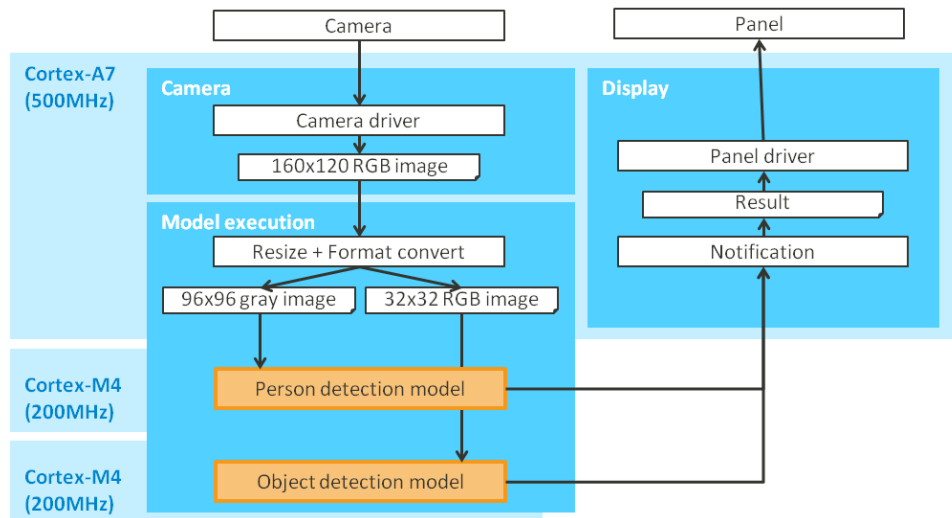 Camera
Panel
Cortex-A7
(500MHz)
Camera
Camera driver
160x120 RGB image
Display
Panel driver
Result
Notification
Model execution
Resize + Format convert
96x96 gray image
32x32 RGB image
Cortex-M4
(200MHz)
Person detection model
Cortex-M4
(200MHz)
Object detection model